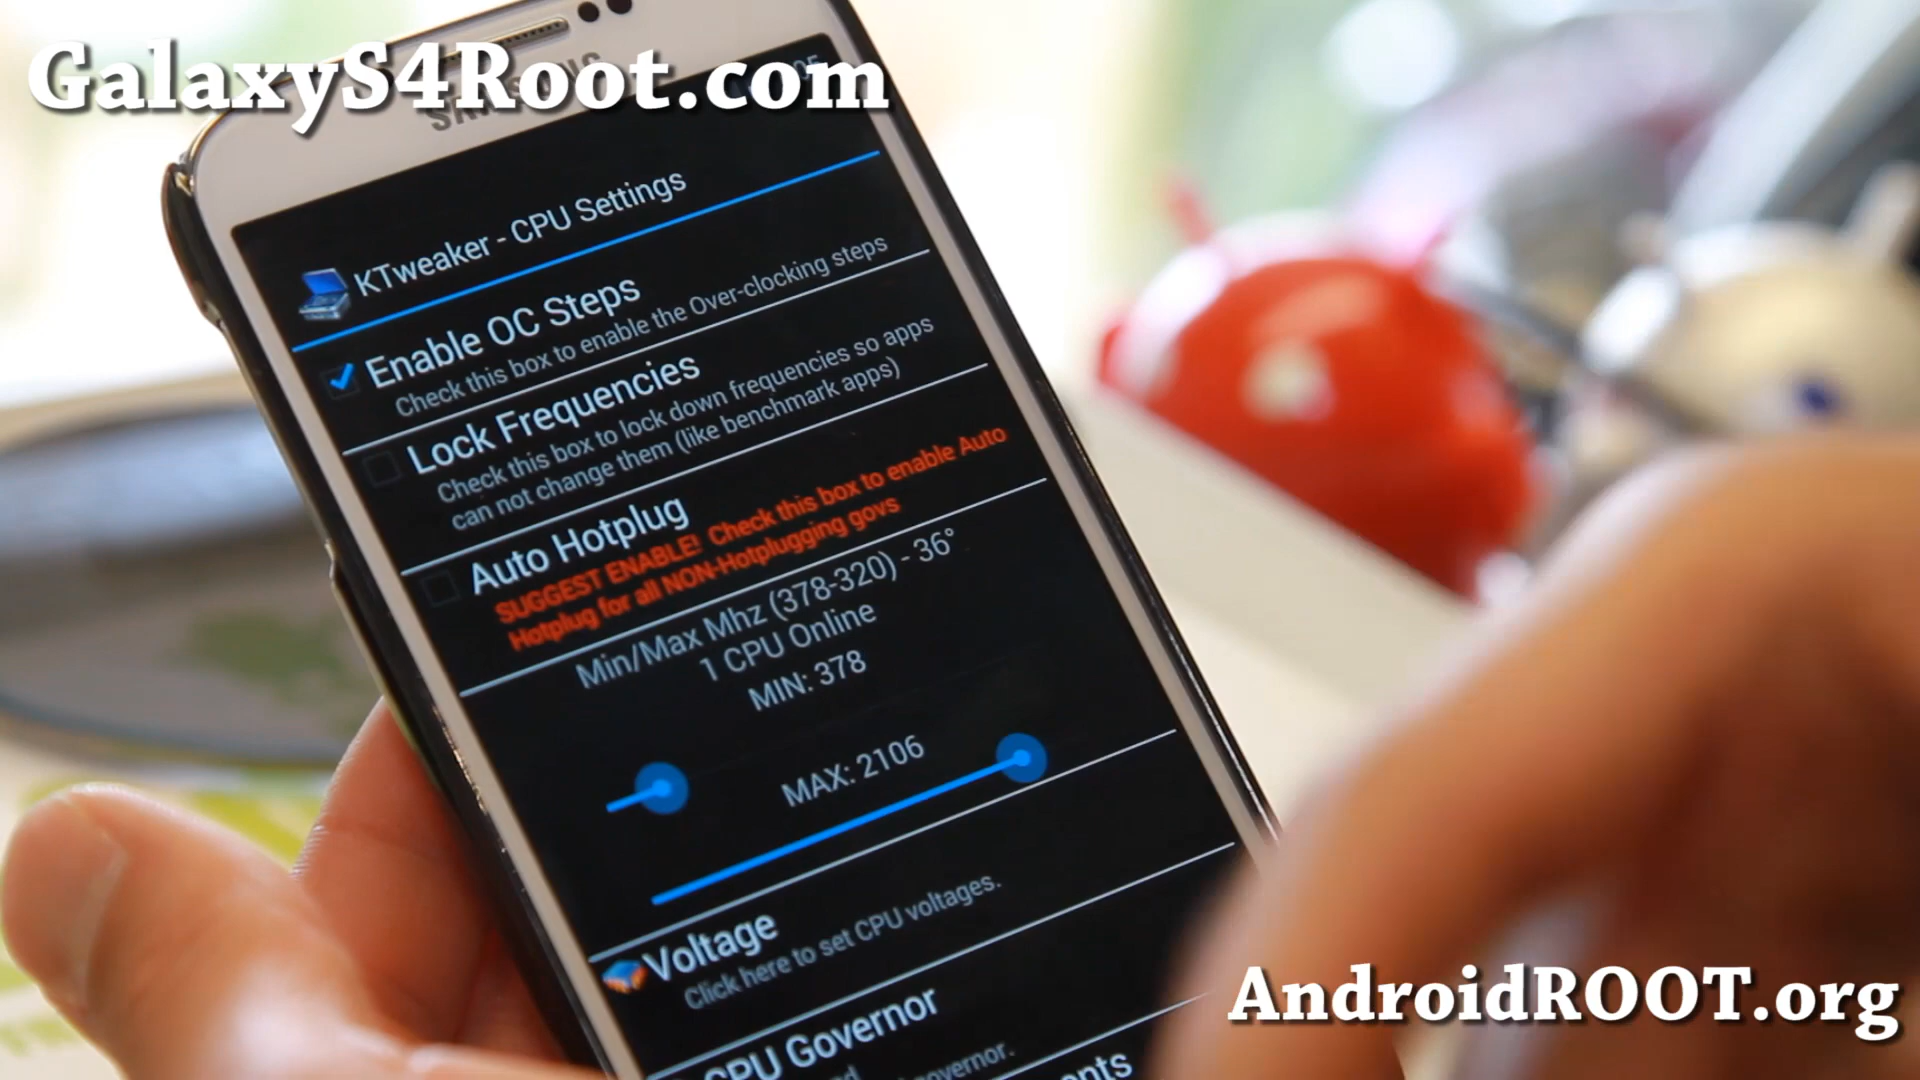 GalaxyS4Root.com
SAMSUNG
KTweaker - CPU Settings
Enable OC Steps
Check this box to enable the Over-clocking steps
Lock Frequencies
Check this box to lock down frequencies so apps
can not change them (like benchmark apps)
Auto Hotplug
SUGGEST ENABLE! Check this box to enable Auto
Hotplug for all NON-Hotplugging govs
Min/Max Mhz (378-320) - 36°
1 CPU Online
MIN: 378
MAX: 2106
Voltage
Click here to set CPU voltages.
CPU Governor
governor.
AndroidROOT.org